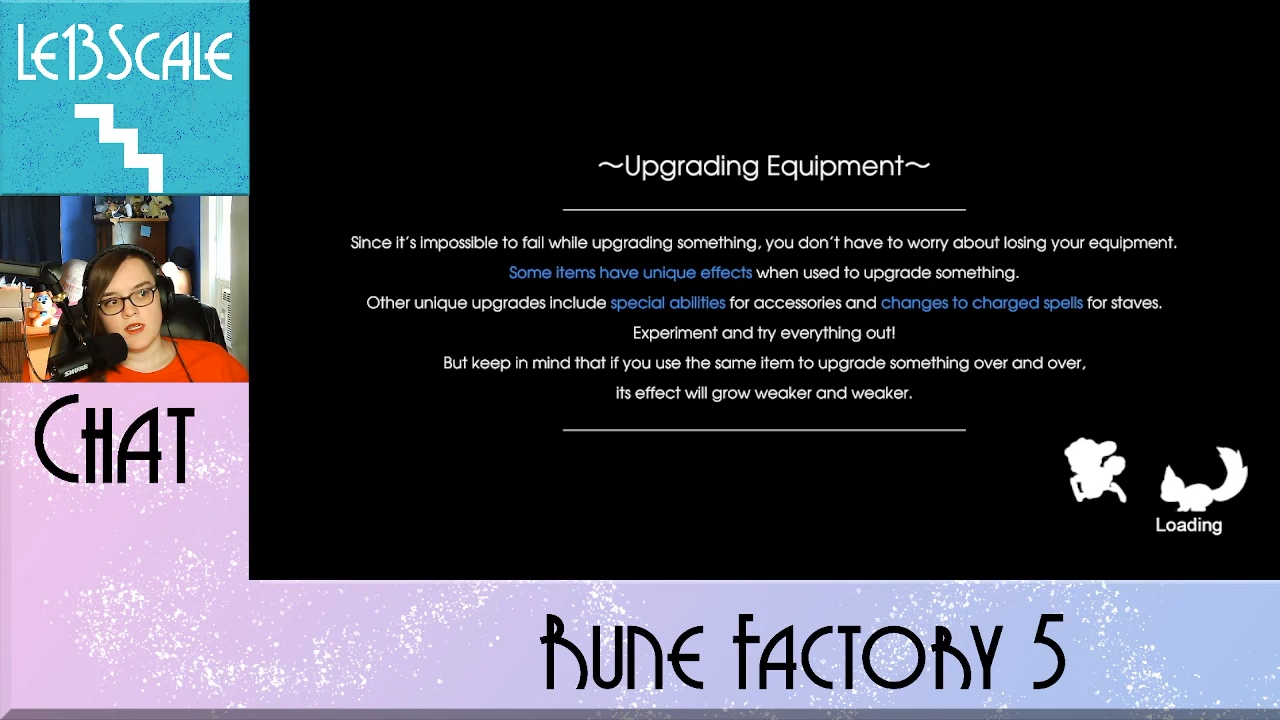 Le13Scale
～Upgrading Equipment～
Since it's impossible to fail while upgrading something, you don't have to worry about losing your equipment.
Some items have unique effects when used to upgrade something.
Other unique upgrades include special abilities for accessories and changes to charged spells for staves.
Experiment and try everything out!
But keep in mind that if you use the same item to upgrade something over and over,
its effect will grow weaker and weaker.
Loading
SHURE
Chat
Rune Factory 5